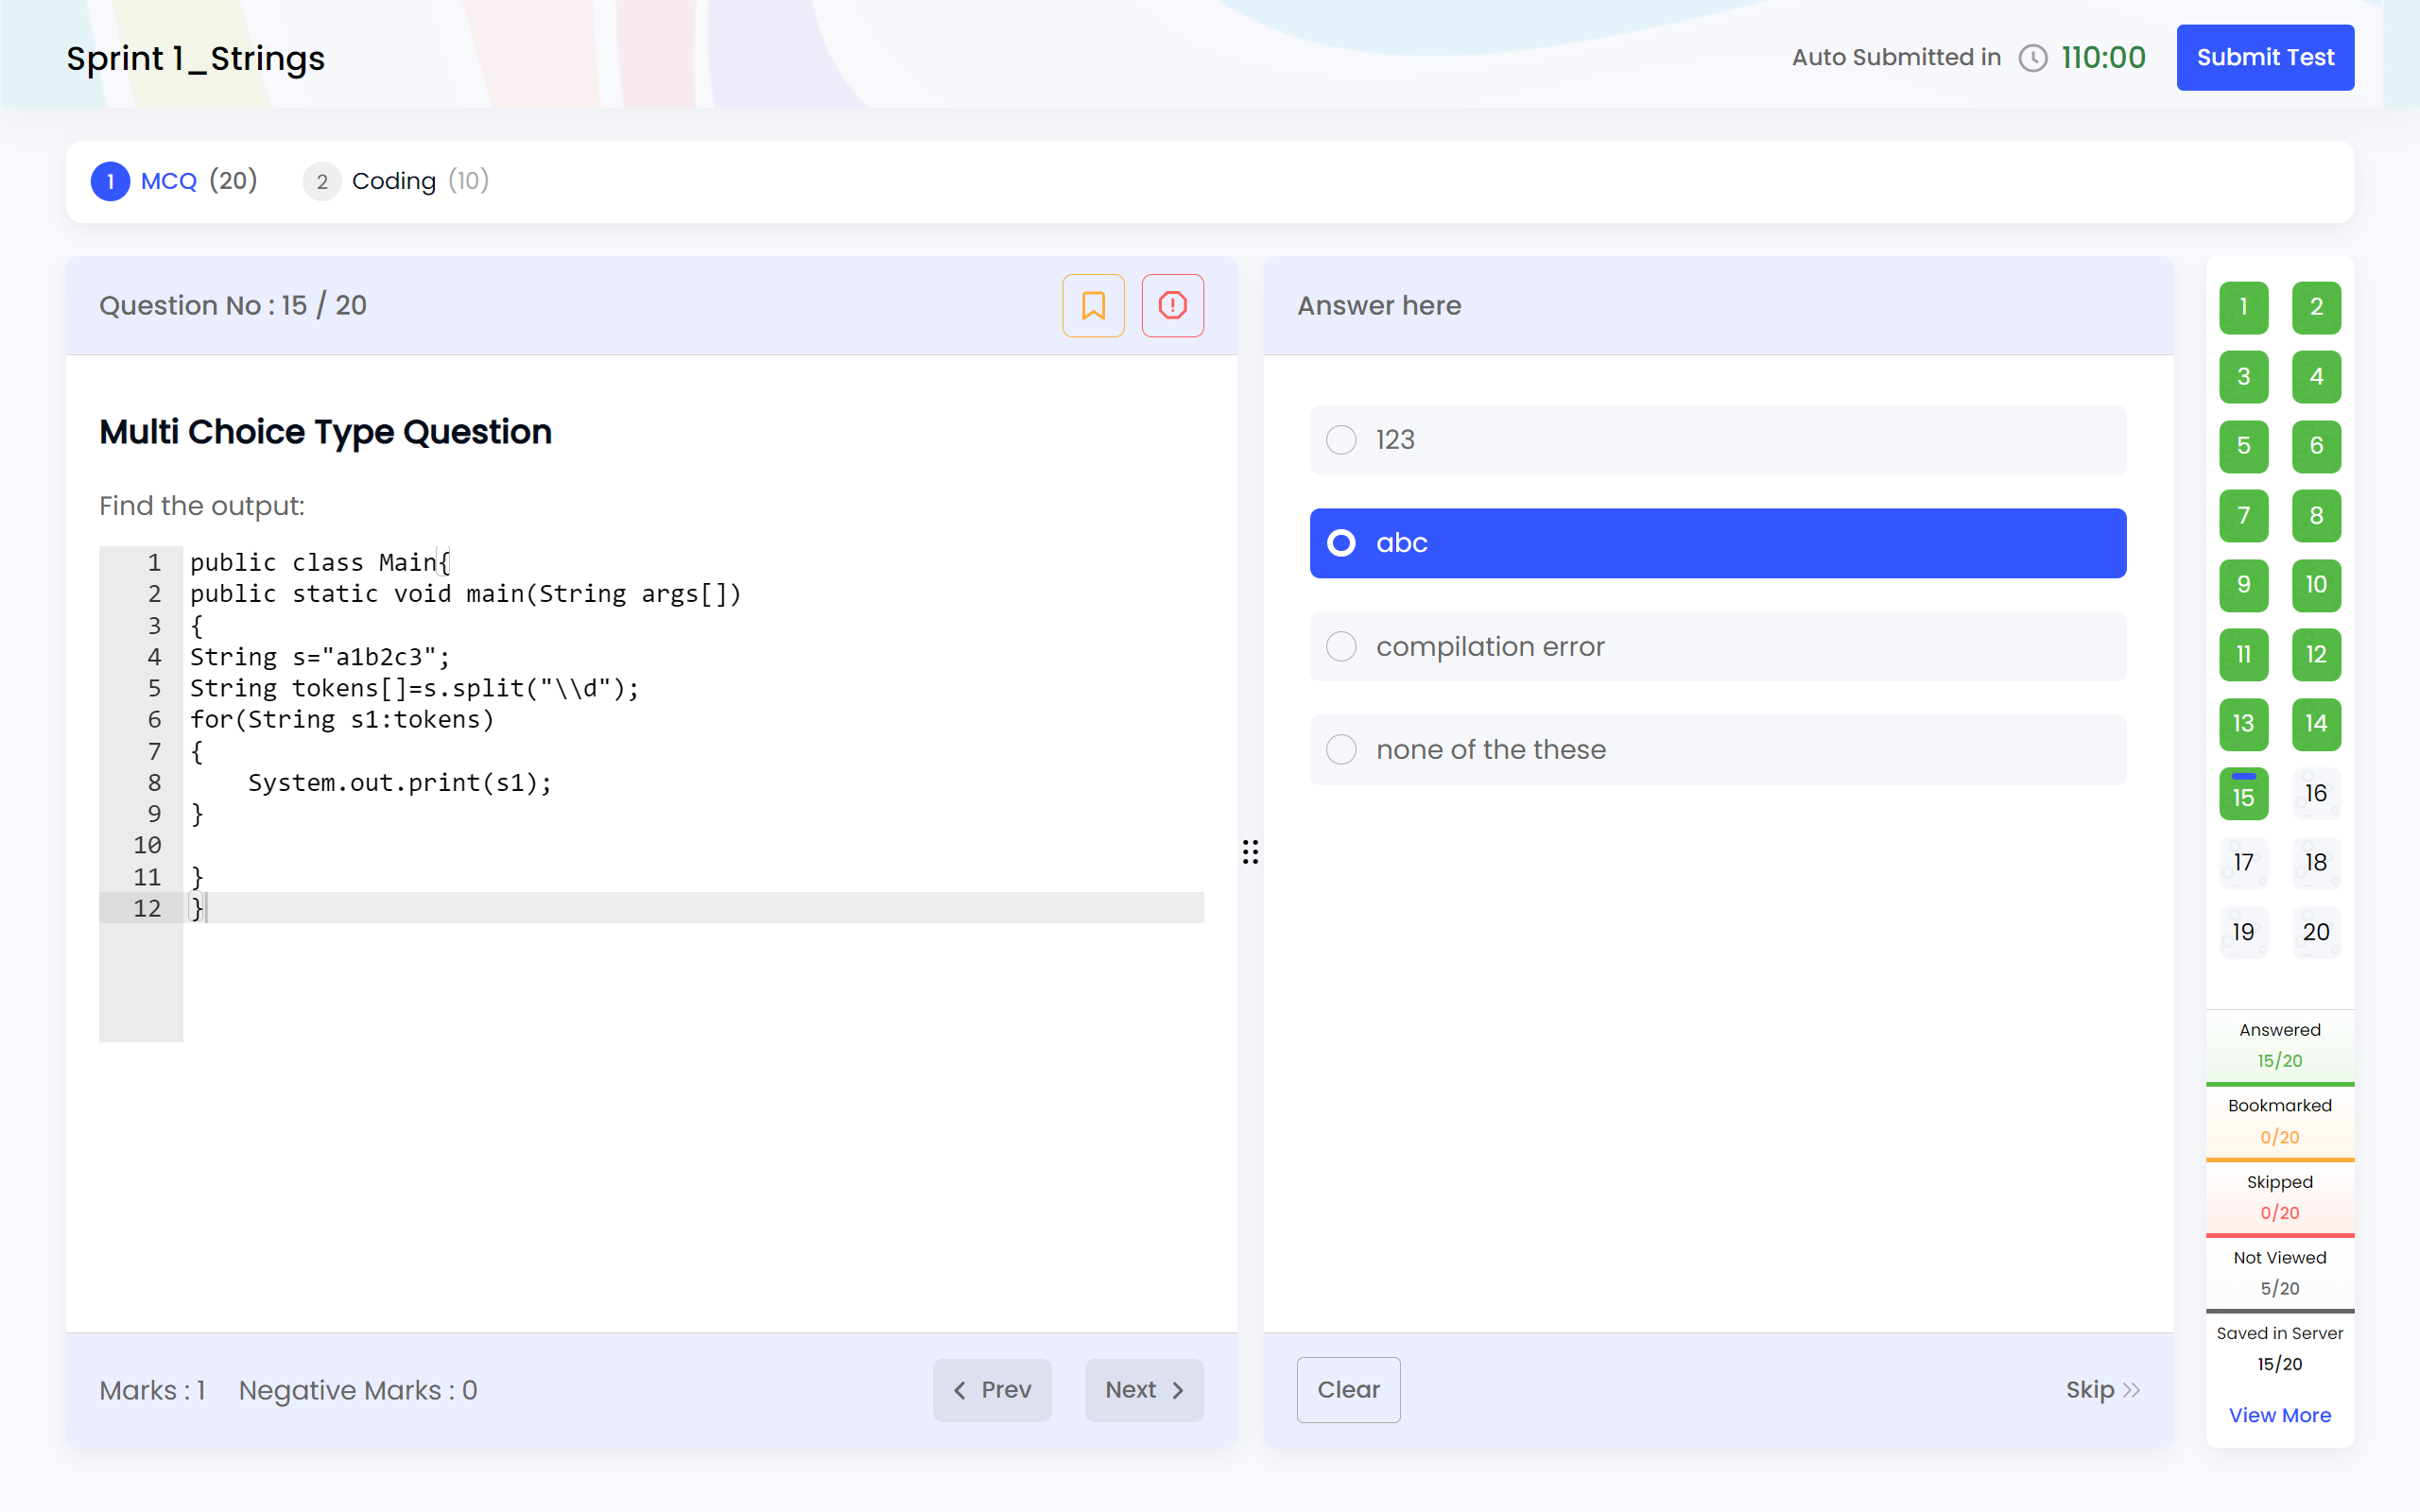 Sprint 1_Strings
Auto Submitted in 110:00
Submit Test
1 MCQ (20)
2 Coding (10)
Question No : 15 / 20
Multi Choice Type Question
Find the output:
1 public class Main{
2 public static void main(String args[])
3 {
4 String s="a1b2c3";
5 String tokens[]=s.split("\\d");
6 for(String s1:tokens)
7 {
8     System.out.print(s1);
9 }
10
11 }
12 }
Marks : 1 Negative Marks : 0
Prev
Next
Answer here
123
abc
compilation error
none of the these
Clear
Skip
1 2
3 4
5 6
7 8
9 10
11 12
13 14
15 16
17 18
19 20
Answered
15/20
Bookmarked
0/20
Skipped
0/20
Not Viewed
5/20
Saved in Server
15/20
View More